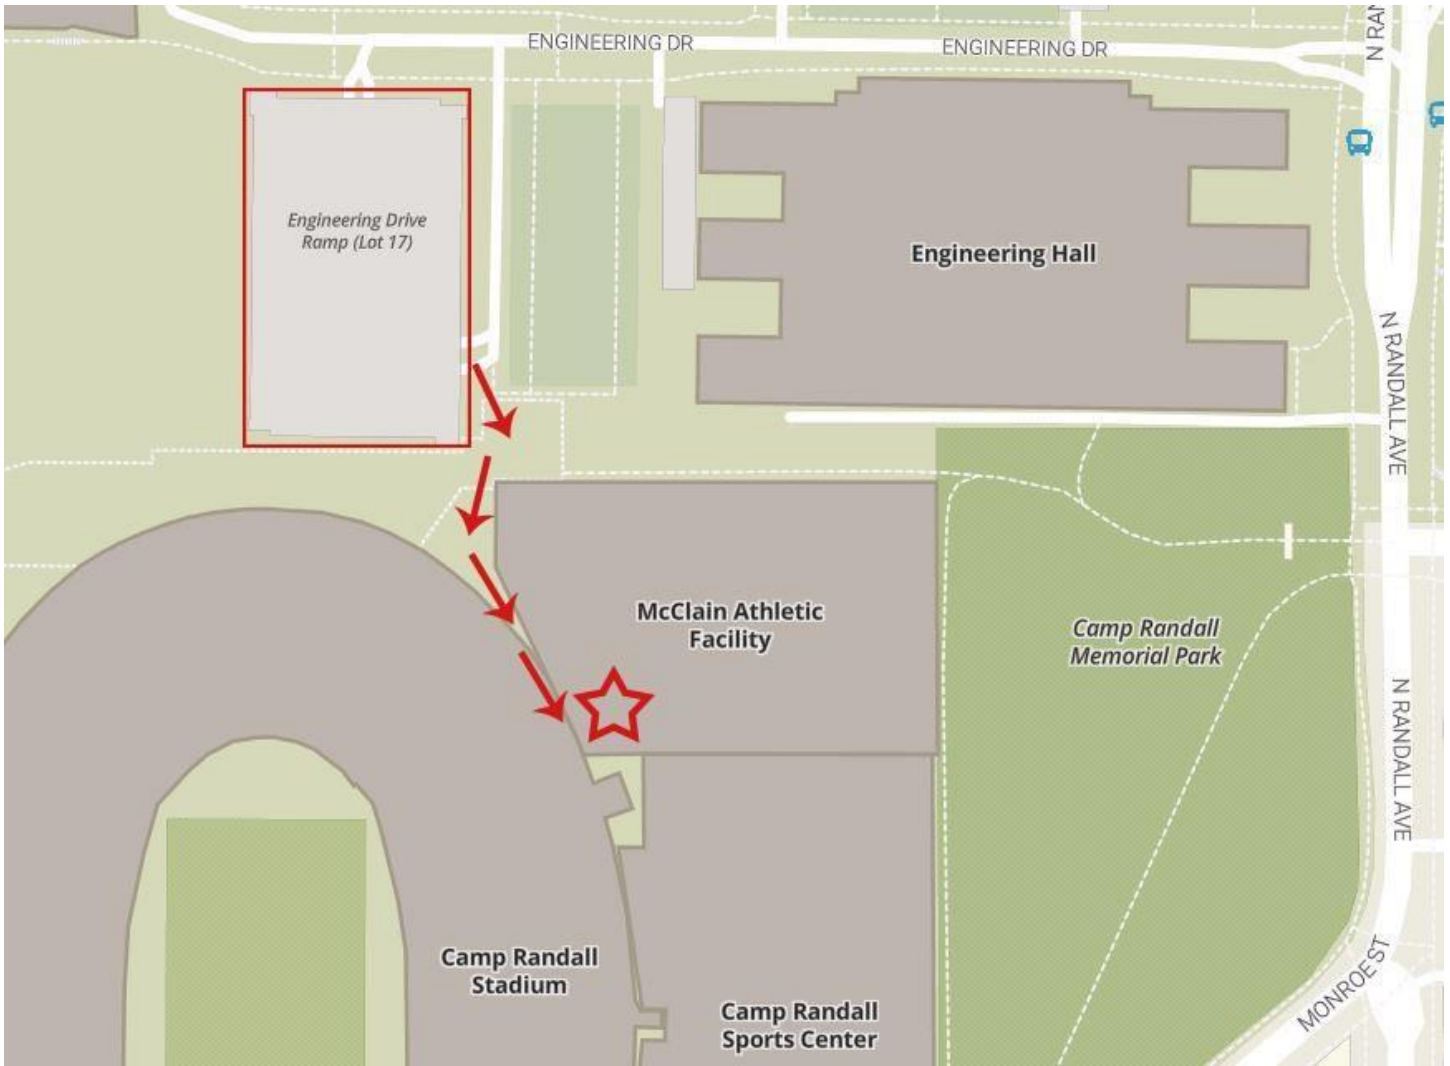 ENGINEERING DR
ENGINEERING DR
N RAN
Engineering Drive
Ramp (Lot 17)
Engineering Hall
N RANDALL AVE
McClain Athletic
Facility
Camp Randall
Memorial Park
N RANDALL AVE
Camp Randall
Stadium
Camp Randall
Sports Center
MONROE ST